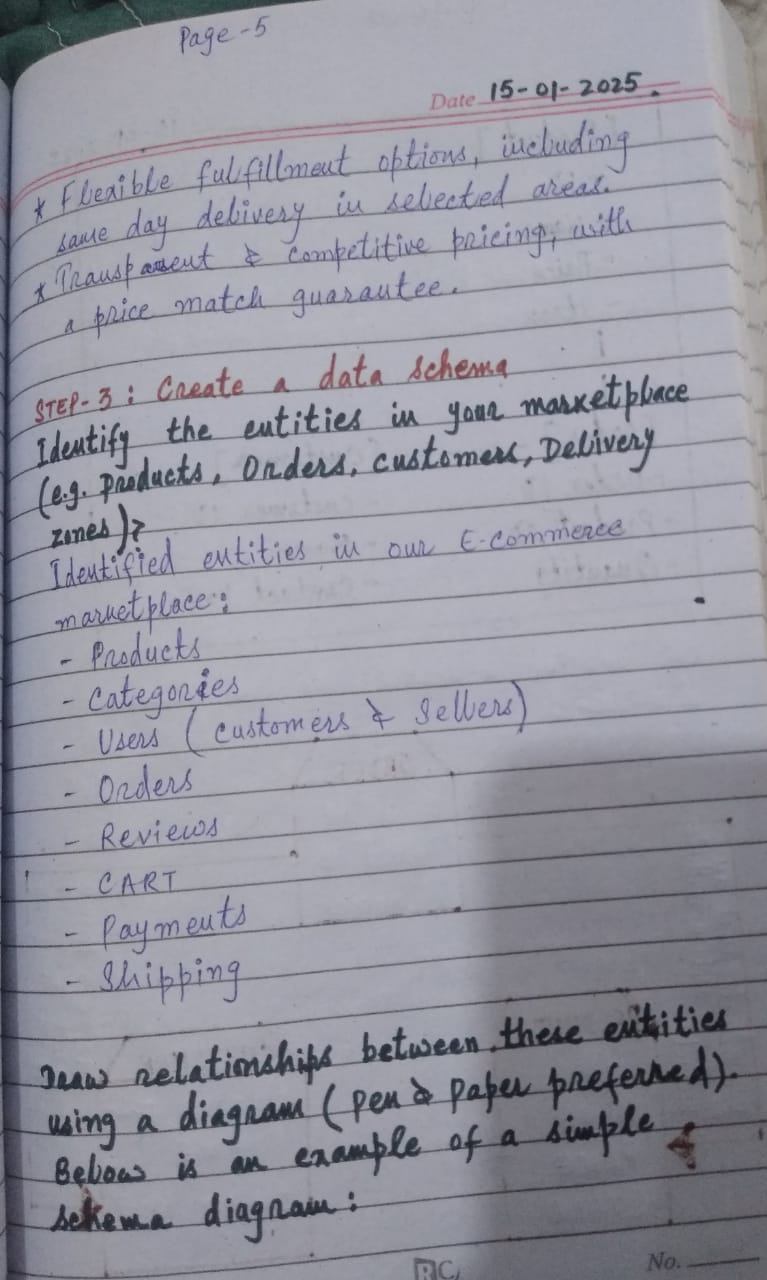 Page-5
Date 15-01-2025.
* Flexible fulfillment options, including
same day delivery in selected areas.
* Transparent & competitive pricing, with
a price match guarantee.
STEP-3: Create a data schema
Identify the entities in your marketplace
(e.g. products, Orders, customers, Delivery
zones)?
Identified entities in our E-commerce
marketplace:
- Products
- Categories
- Users (customers & Sellers)
- Orders
- Reviews
- CART
- Payments
- Shipping
Draw relationships between these entities
using a diagram (pen & paper preferred).
Below is an example of a simple
schema diagram:
RC
No.